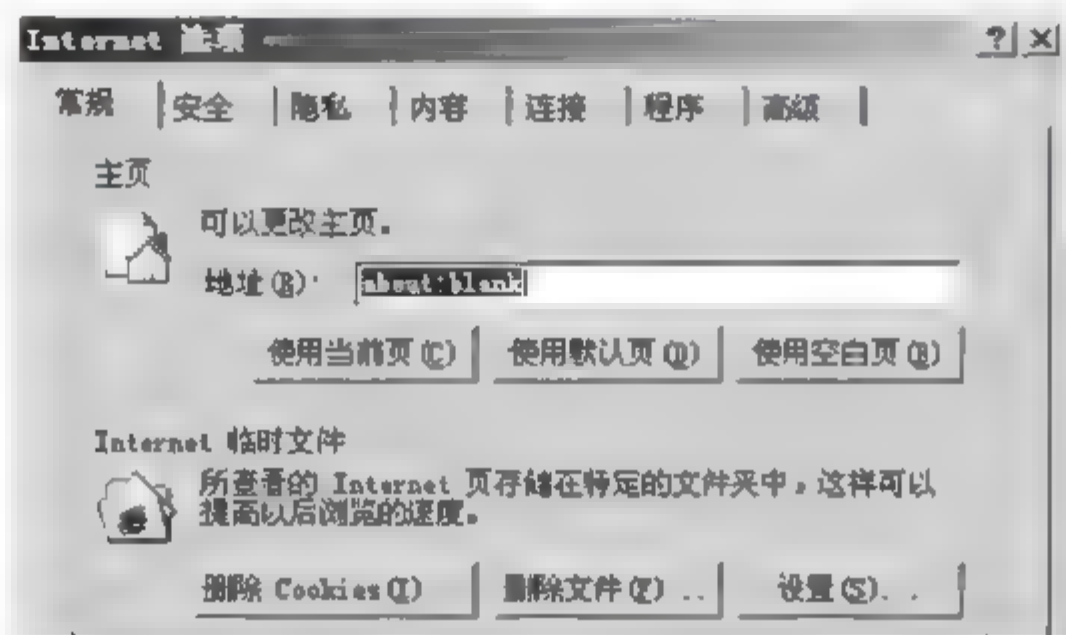 Internet 选项
常规 安全 隐私 内容 连接 程序 高级
主页
可以更改主页。
地址(R): about:blank
使用当前页(C) 使用默认页(D) 使用空白页(B)
Internet 临时文件
所查看的 Internet 页存储在特定的文件夹中，这样可以
提高以后浏览的速度。
删除 Cookies(I) 删除文件(F)... 设置(S)...